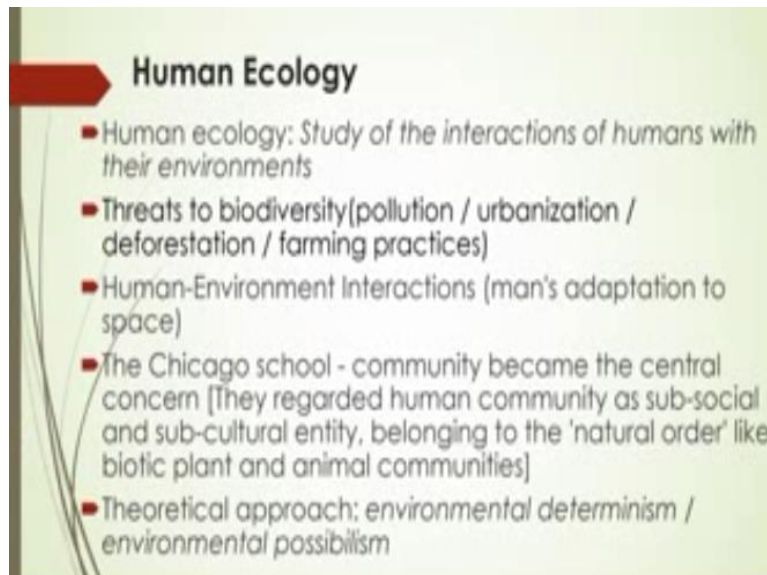 Human Ecology
Human ecology: Study of the interactions of humans with
their environments
Threats to biodiversity(pollution / urbanization /
deforestation / farming practices)
Human-Environment Interactions (man's adaptation to
space)
The Chicago school - community became the central
concern [They regarded human community as sub-social
and sub-cultural entity, belonging to the 'natural order' like
biotic plant and animal communities]
Theoretical approach: environmental determinism /
environmental possibilism